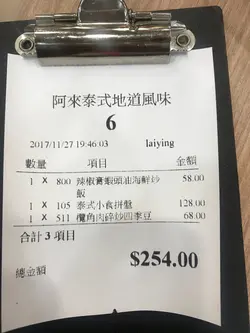 阿來泰式地道風味
6
2017/11/27 19:46:03 laiying
數量 項目 金額
1 X 800 辣椒膏蝦頭油海鮮炒 58.00
飯
1 X 105 泰式小食拼盤 128.00
1 X 511 欖角肉碎炒四季豆 68.00
合計 3 項目
$254.00
總金額